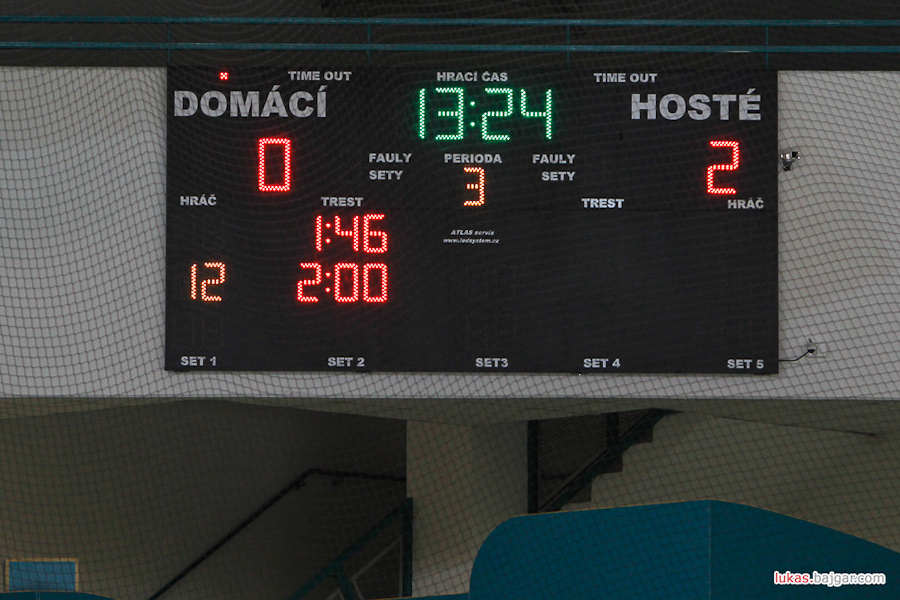 TIME OUT HRACÍ ČAS TIME OUT
DOMÁCÍ 13:24 HOSTÉ
0 FAULY PERIODA FAULY 2
SETY 3 SETY
HRÁČ TREST TREST HRÁČ
1:46
ATLAS servis
www.ledsystem.cz
12 2:00
SET 1 SET 2 SET3 SET 4 SET 5
lukas.bajgar.com